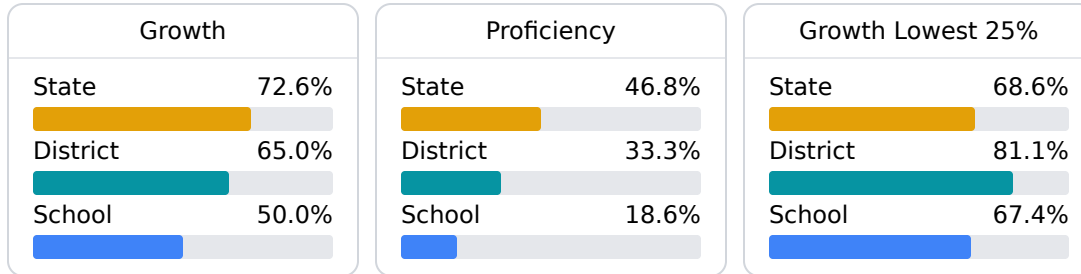 Growth
State 72.6%
District 65.0%
School 50.0%
Proficiency
State 46.8%
District 33.3%
School 18.6%
Growth Lowest 25%
State 68.6%
District 81.1%
School 67.4%